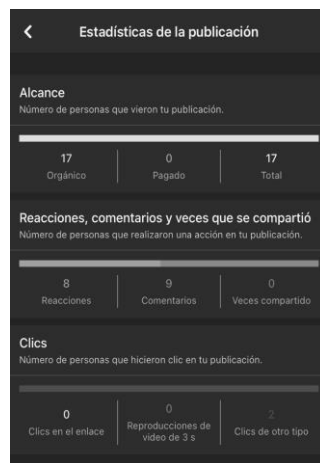 Estadísticas de la publicación
Alcance
Número de personas que vieron tu publicación.
17 0 17
Orgánico Pagado Total
Reacciones, comentarios y veces que se compartió
Número de personas que realizaron una acción en tu publicación.
8 9 0
Reacciones Comentarios Veces compartido
Clics
Número de personas que hicieron clic en tu publicación.
0 0 2
Clics en el enlace Reproducciones de video de 3 s Clics de otro tipo